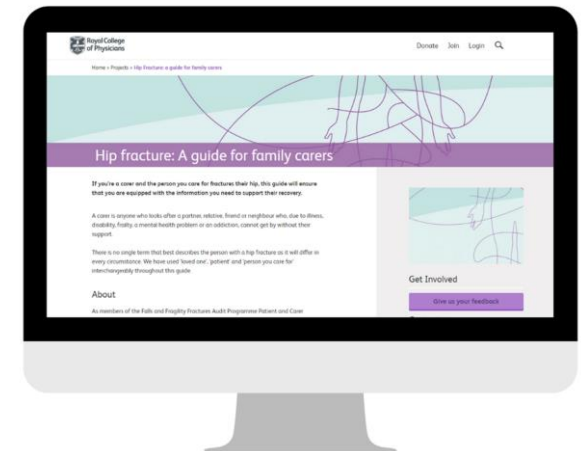 Royal College
of Physicians
Donate Join Login
Home » Projects » Hip fracture: a guide for family carers
Hip fracture: A guide for family carers
If you're a carer and the person you care for fractures their hip, this guide will ensure
that you are equipped with the information you need to support their recovery.
A carer is anyone who looks after a partner, relative, friend or neighbour who, due to illness,
disability, frailty, a mental health problem or an addiction, cannot get by without their
support.
There is no single term that best describes the person with a hip fracture as it will differ in
every circumstance. We have used 'loved one', 'patient' and 'person you care for'
interchangeably throughout this guide
About
As members of the Falls and Fragility Fractures Audit Programme Patient and Carer
Get Involved
Give us your feedback